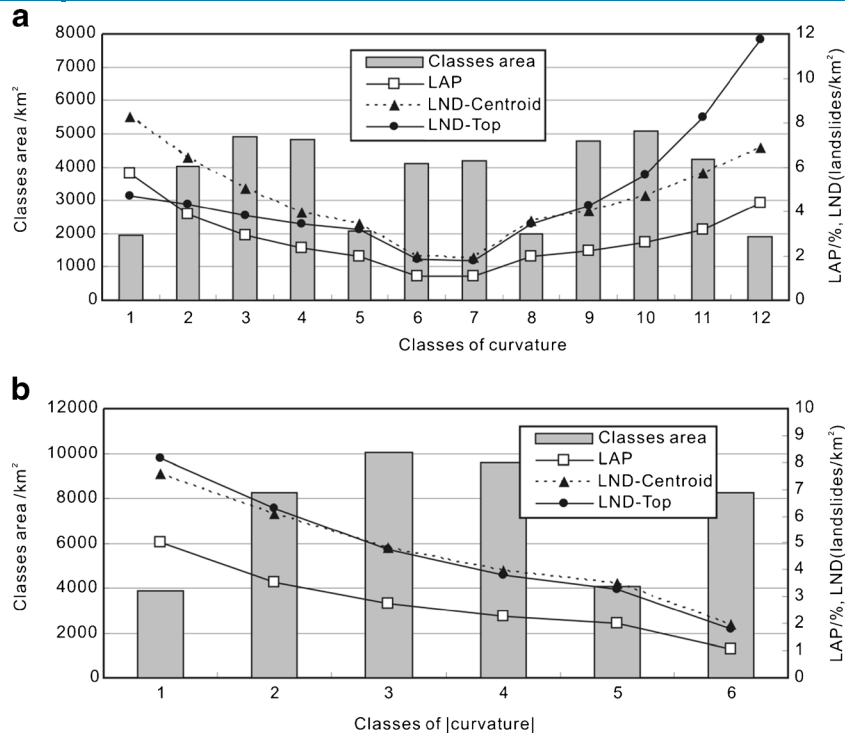 a
8000
7000
6000
5000
4000
3000
2000
1000
0
Classes area /km²
12
10
8
6
4
2
0
LAP/%, LND(landslides/km²)
Classes area
LAP
LND-Centroid
LND-Top
1 2 3 4 5 6 7 8 9 10 11 12
Classes of curvature
b
12000
10000
8000
6000
4000
2000
0
Classes area /km²
10
9
8
7
6
5
4
3
2
1
0
LAP/%, LND(landslides/km²)
Classes area
LAP
LND-Centroid
LND-Top
1 2 3 4 5 6
Classes of |curvature|